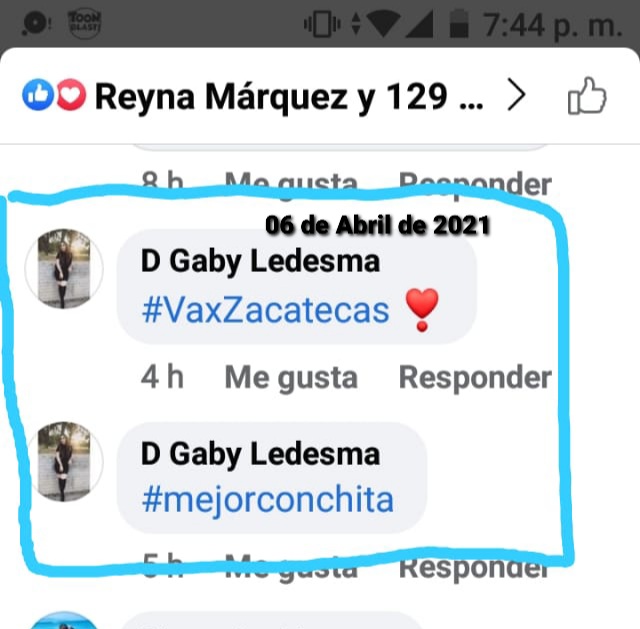 TOON BLAST! 7:44 p. m.
Reyna Márquez y 129 ...
8 h Me gusta Responder
06 de Abril de 2021
D Gaby Ledesma
#VaxZacatecas ❣️
4 h Me gusta Responder
D Gaby Ledesma
#mejorconchita
5 h Me gusta Responder